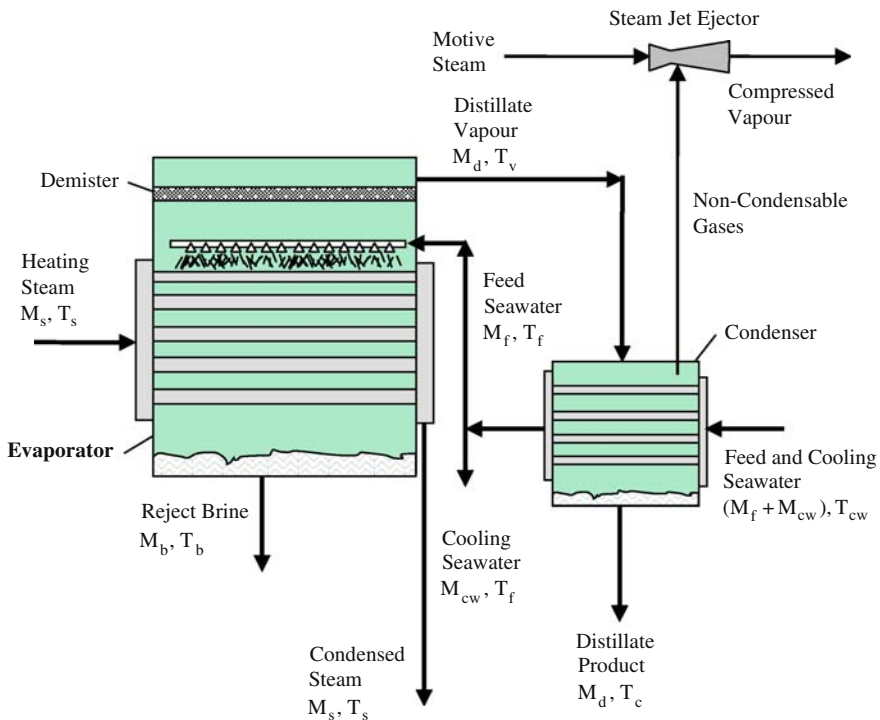 Steam Jet Ejector
Motive
Steam
Compressed
Vapour
Distillate
Vapour
M_d, T_v
Demister
Non-Condensable
Gases
Heating
Steam
M_s, T_s
Feed
Seawater
M_f, T_f
Condenser
Evaporator
Feed and Cooling
Seawater
(M_f + M_cw), T_cw
Reject Brine
M_b, T_b
Cooling
Seawater
M_cw, T_f
Condensed
Steam
M_s, T_s
Distillate
Product
M_d, T_c